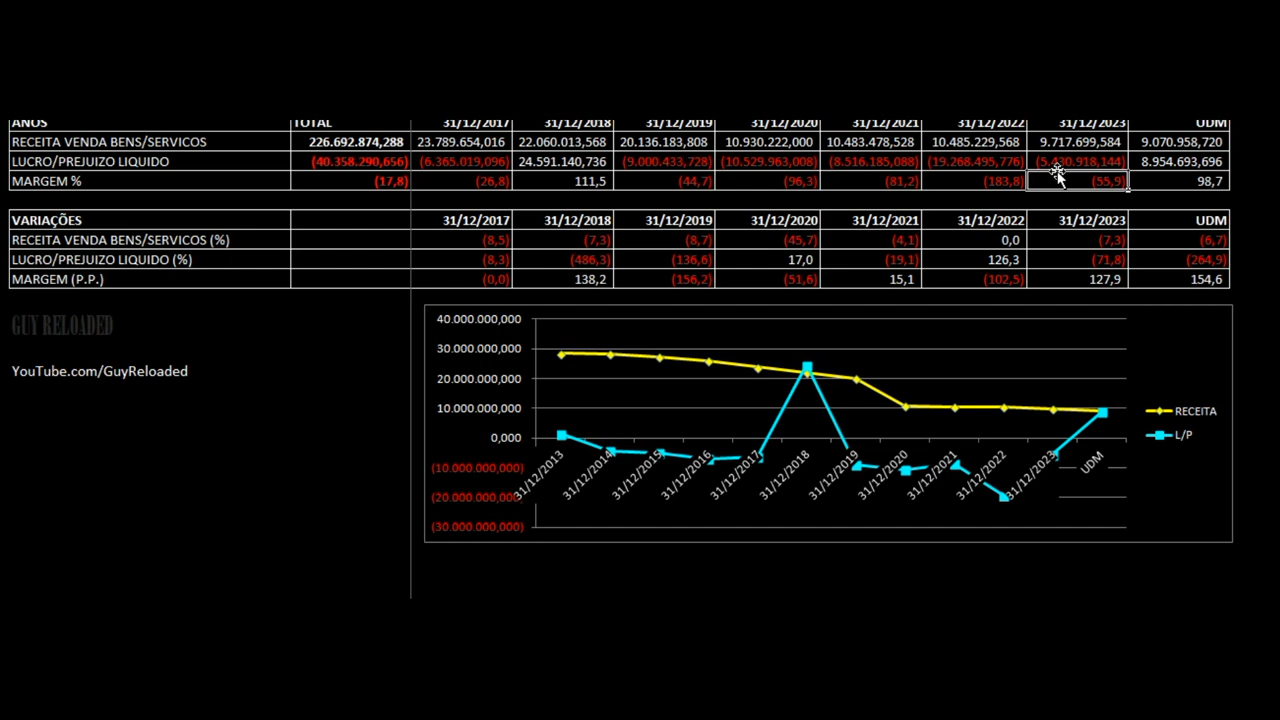 ANOS TOTAL 31/12/2017 31/12/2018 31/12/2019 31/12/2020 31/12/2021 31/12/2022 31/12/2023 UDM
RECEITA VENDA BENS/SERVICOS 226.692.874,288 23.789.654,016 22.060.013,568 20.136.183,808 10.930.222,000 10.483.478,528 10.485.229,568 9.717.699,584 9.070.958,720
LUCRO/PREJUIZO LIQUIDO (40.358.290,656) (6.365.019,096) 24.591.140,736 (9.000.433,728) (10.529.963,008) (8.516.185,088) (19.268.495,776) (5.430.918,144) 8.954.693,696
MARGEM % (17,8) (26,8) 111,5 (44,7) (96,3) (81,2) (183,8) (55,9) 98,7
VARIAÇÕES 31/12/2017 31/12/2018 31/12/2019 31/12/2020 31/12/2021 31/12/2022 31/12/2023 UDM
RECEITA VENDA BENS/SERVICOS (%) (8,5) (7,3) (8,7) (45,7) (4,1) 0,0 (7,3) (6,7)
LUCRO/PREJUIZO LIQUIDO (%) (8,3) (486,3) (136,6) 17,0 (19,1) 126,3 (71,8) (264,9)
MARGEM (P.P.) (0,0) 138,2 (156,2) (51,6) 15,1 (102,5) 127,9 154,6
GUY RELOADED
YouTube.com/GuyReloaded
40.000.000,000
30.000.000,000
20.000.000,000
10.000.000,000
0,000
(10.000.000,000)
(20.000.000,000)
(30.000.000,000)
31/12/2013 31/12/2014 31/12/2015 31/12/2016 31/12/2017 31/12/2018 31/12/2019 31/12/2020 31/12/2021 31/12/2022 31/12/2023 UDM
RECEITA
L/P